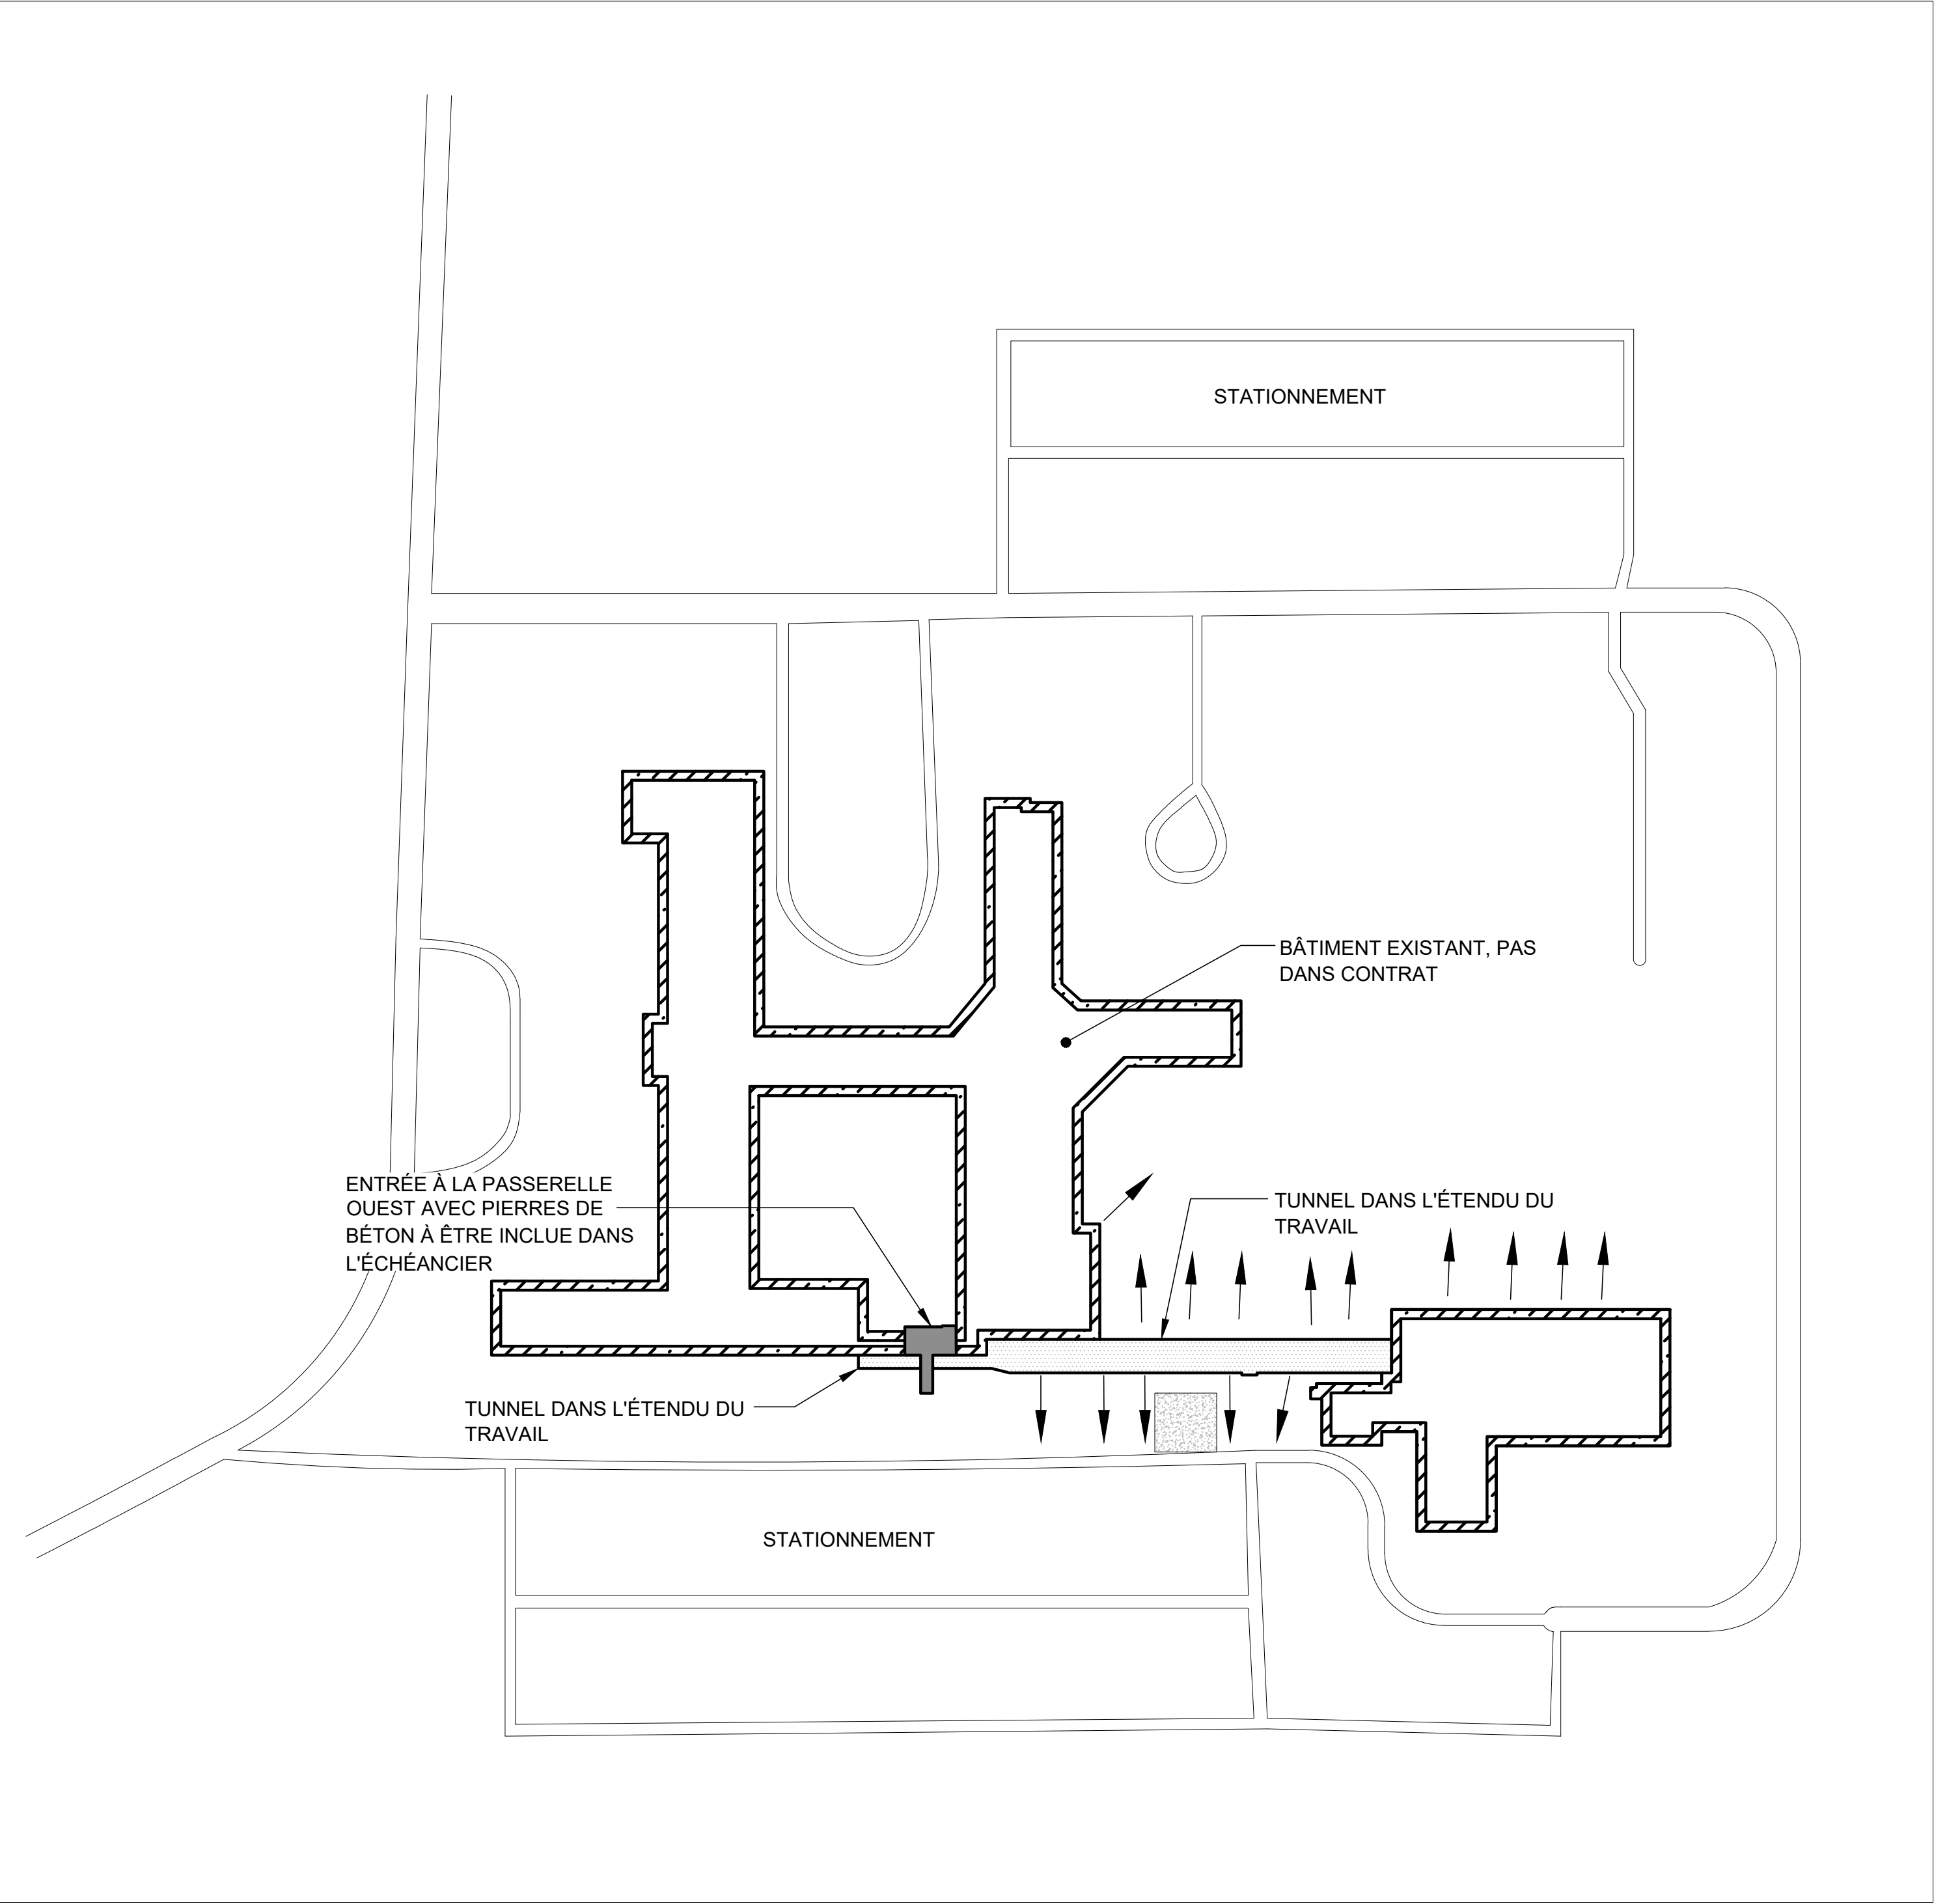 STATIONNEMENT
BÂTIMENT EXISTANT, PAS
DANS CONTRAT
ENTRÉE À LA PASSERELLE
OUEST AVEC PIERRES DE
BÉTON À ÊTRE INCLUE DANS
L'ÉCHÉANCIER
TUNNEL DANS L'ÉTENDU DU
TRAVAIL
TUNNEL DANS L'ÉTENDU DU
TRAVAIL
STATIONNEMENT